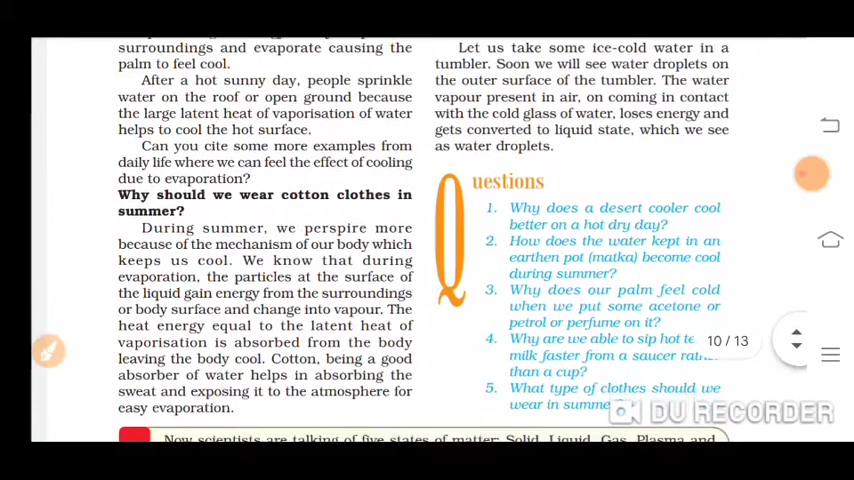 surroundings and evaporate causing the
palm to feel cool.
After a hot sunny day, people sprinkle
water on the roof or open ground because
the large latent heat of vaporisation of water
helps to cool the hot surface.
Can you cite some more examples from
daily life where we can feel the effect of cooling
due to evaporation?
Why should we wear cotton clothes in
summer?
During summer, we perspire more
because of the mechanism of our body which
keeps us cool. We know that during
evaporation, the particles at the surface of
the liquid gain energy from the surroundings
or body surface and change into vapour. The
heat energy equal to the latent heat of
vaporisation is absorbed from the body
leaving the body cool. Cotton, being a good
absorber of water helps in absorbing the
sweat and exposing it to the atmosphere for
easy evaporation.
Let us take some ice-cold water in a
tumbler. Soon we will see water droplets on
the outer surface of the tumbler. The water
vapour present in air, on coming in contact
with the cold glass of water, loses energy and
gets converted to liquid state, which we see
as water droplets.
Questions
1. Why does a desert cooler cool
better on a hot dry day?
2. How does the water kept in an
earthen pot (matka) become cool
during summer?
3. Why does our palm feel cold
when we put some acetone or
petrol or perfume on it?
4. Why are we able to sip hot
milk faster from a saucer
than a cup?
5. What type of clothes should we
wear in
10 / 13
DU RECORDER
Now scientists are talking of five states of matter: Solid, Liquid, Gas, Plasma and